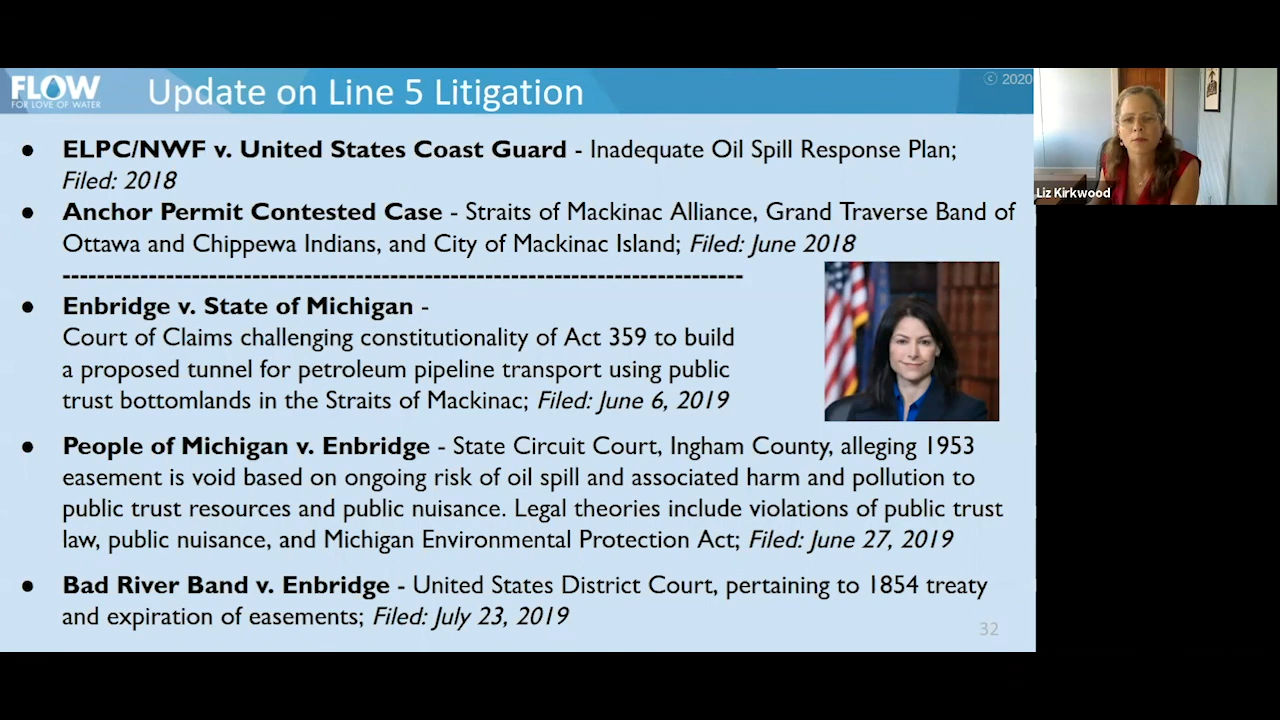 FLOW
FOR LOVE OF WATER
Update on Line 5 Litigation
© 2020
● ELPC/NWF v. United States Coast Guard - Inadequate Oil Spill Response Plan;
Filed: 2018
● Anchor Permit Contested Case - Straits of Mackinac Alliance, Grand Traverse Band of
Ottawa and Chippewa Indians, and City of Mackinac Island; Filed: June 2018
--------------------------------------------------------------------------------
● Enbridge v. State of Michigan -
Court of Claims challenging constitutionality of Act 359 to build
a proposed tunnel for petroleum pipeline transport using public
trust bottomlands in the Straits of Mackinac; Filed: June 6, 2019
● People of Michigan v. Enbridge - State Circuit Court, Ingham County, alleging 1953
easement is void based on ongoing risk of oil spill and associated harm and pollution to
public trust resources and public nuisance. Legal theories include violations of public trust
law, public nuisance, and Michigan Environmental Protection Act; Filed: June 27, 2019
● Bad River Band v. Enbridge - United States District Court, pertaining to 1854 treaty
and expiration of easements; Filed: July 23, 2019
32
Liz Kirkwood